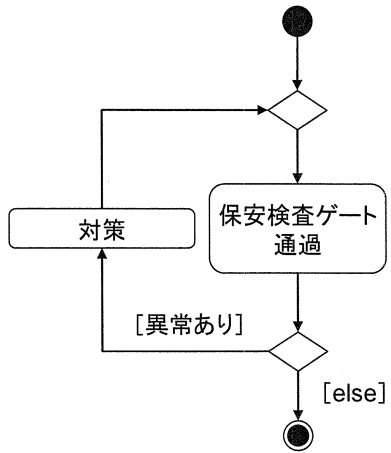 保安検査ゲート
通過
対策
[異常あり]
[else]